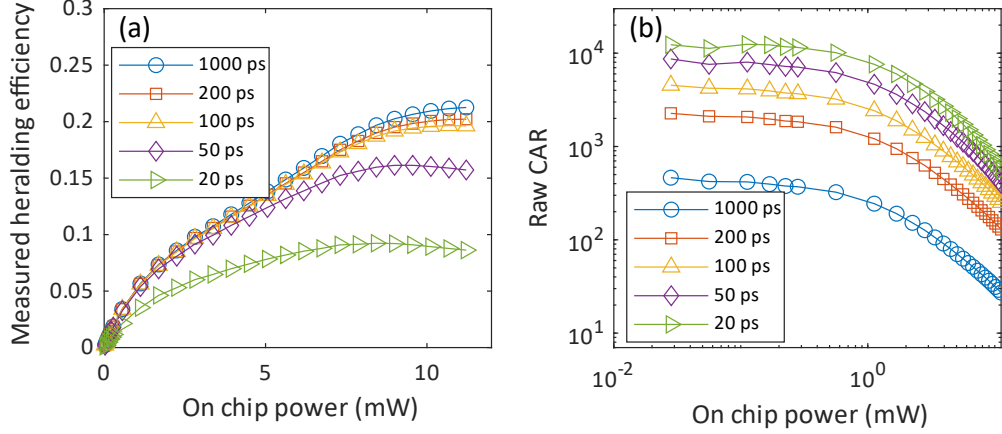 (a)
Measured heralding efficiency
0.3
0.25
0.2
0.15
0.1
0.05
0
1000 ps
200 ps
100 ps
50 ps
20 ps
0 5 10
On chip power (mW)
(b)
Raw CAR
10^4
10^3
10^2
10^1
1000 ps
200 ps
100 ps
50 ps
20 ps
10^-2 10^0
On chip power (mW)